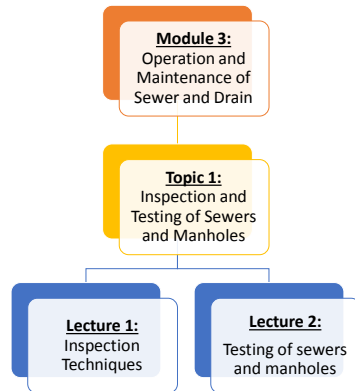 Module 3:
Operation and
Maintenance of
Sewer and Drain
Topic 1:
Inspection and
Testing of Sewers
and Manholes
Lecture 1:
Inspection
Techniques
Lecture 2:
Testing of sewers
and manholes